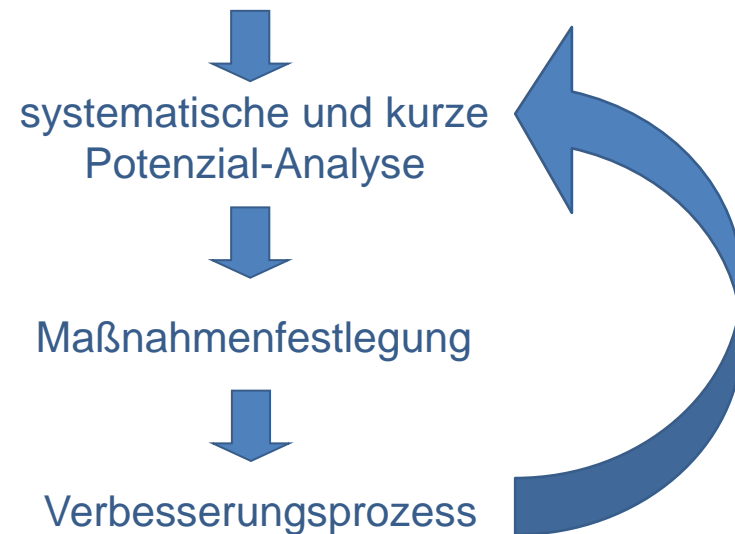 systematische und kurze
Potenzial-Analyse
Maßnahmenfestlegung
Verbesserungsprozess